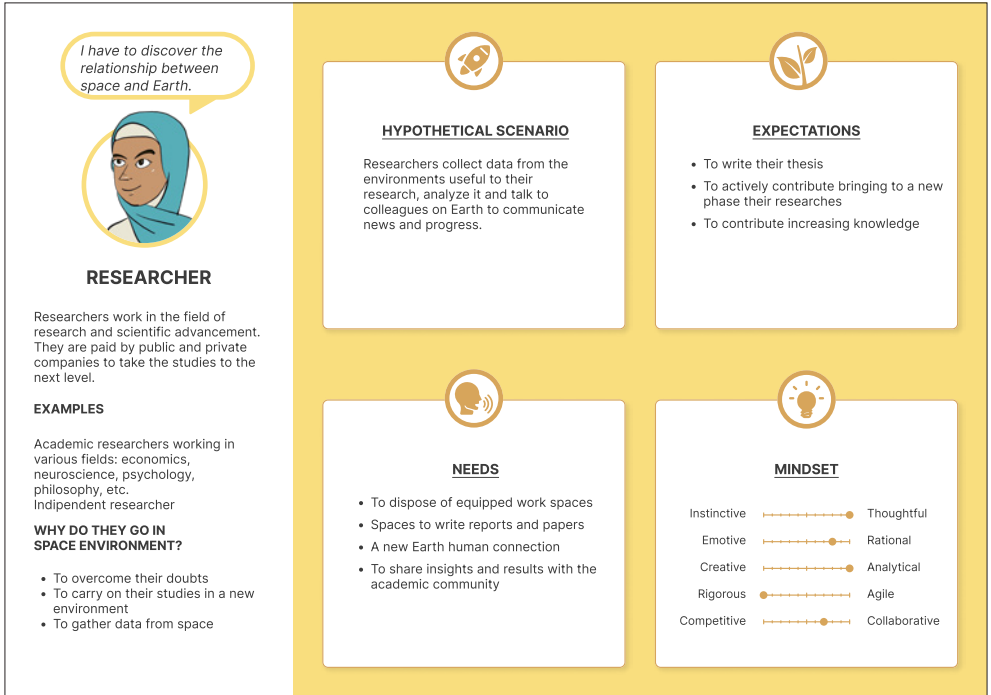 I have to discover the
relationship between
space and Earth.
RESEARCHER
Researchers work in the field of
research and scientific advancement.
They are paid by public and private
companies to take the studies to the
next level.
EXAMPLES
Academic researchers working in
various fields: economics,
neuroscience, psychology,
philosophy, etc.
Indipendent researcher
WHY DO THEY GO IN
SPACE ENVIRONMENT?
• To overcome their doubts
• To carry on their studies in a new
environment
• To gather data from space
HYPOTHETICAL SCENARIO
Researchers collect data from the
environments useful to their
research, analyze it and talk to
colleagues on Earth to communicate
news and progress.
EXPECTATIONS
• To write their thesis
• To actively contribute bringing to a new
phase their researches
• To contribute increasing knowledge
NEEDS
• To dispose of equipped work spaces
• Spaces to write reports and papers
• A new Earth human connection
• To share insights and results with the
academic community
MINDSET
Instinctive Thoughtful
Emotive Rational
Creative Analytical
Rigorous Agile
Competitive Collaborative